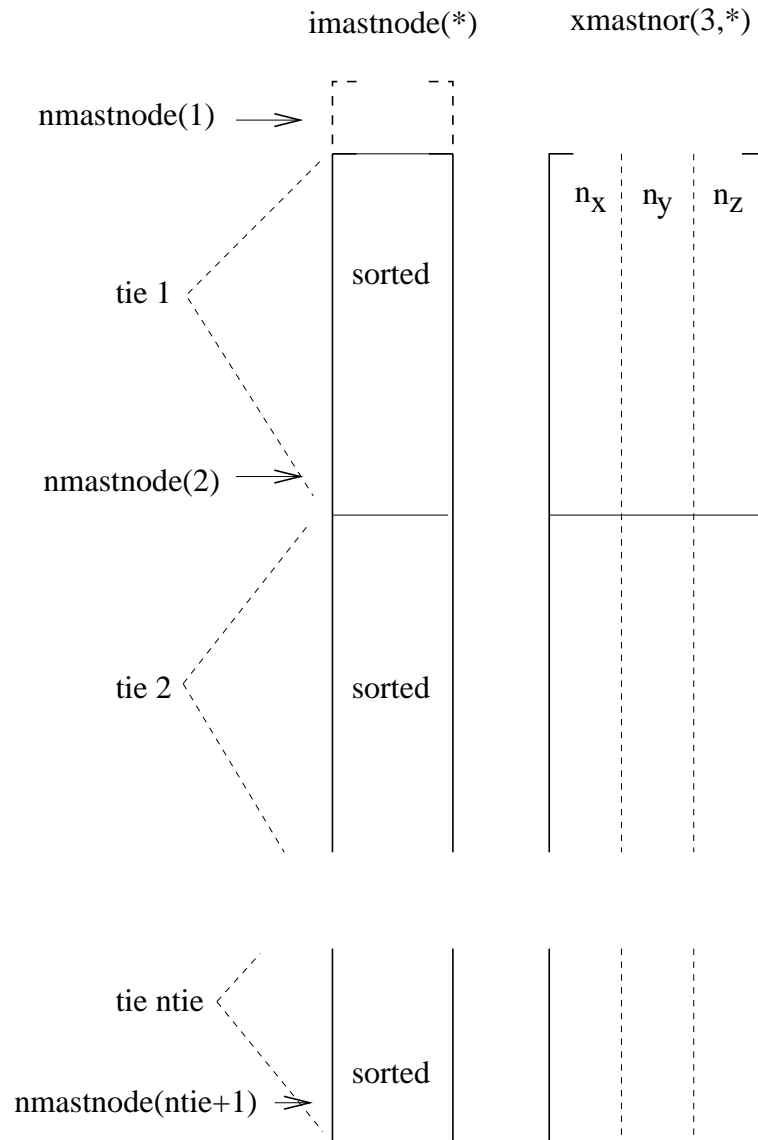 imastnode(*) xmastnor(3,*)
nmastnode(1)
n_x n_y n_z
sorted
tie 1
nmastnode(2)
tie 2 sorted
tie ntie
sorted
nmastnode(ntie+1)